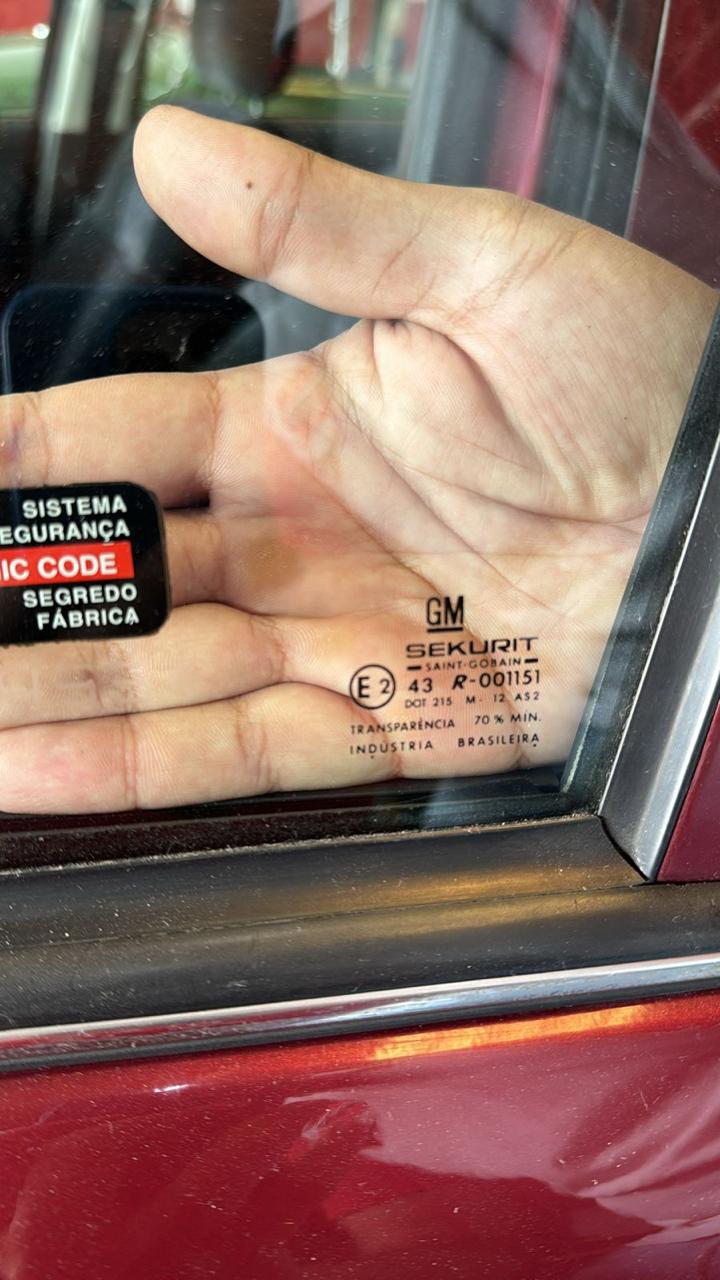 SISTEMA
EGURANÇA
IC CODE
SEGREDO
FÁBRICA
GM
SEKURIT
SAINT-GOBAIN
E2 43 R-001151
DOT 215 M- 12 AS2
TRANSPARÊNCIA 70 % MÍN.
INDÚSTRIA BRASILEIRA